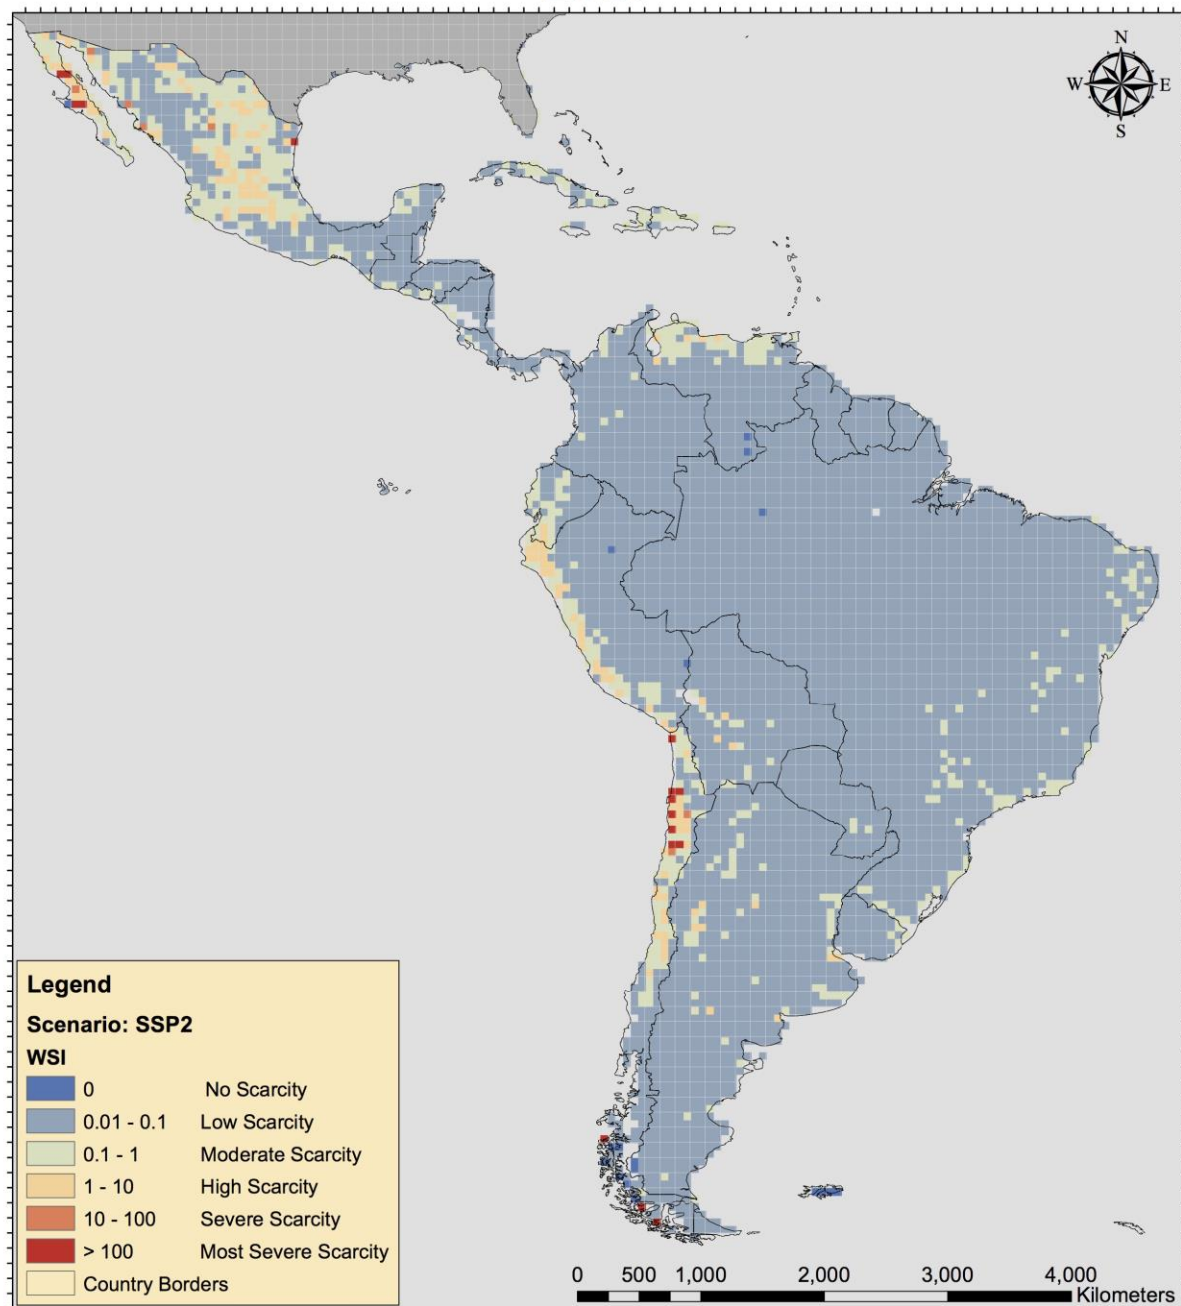 N
W E
S
Legend
Scenario: SSP2
WSI
0 No Scarcity
0.01 - 0.1 Low Scarcity
0.1 - 1 Moderate Scarcity
1 - 10 High Scarcity
10 - 100 Severe Scarcity
> 100 Most Severe Scarcity
Country Borders
0 500 1,000 2,000 3,000 4,000
Kilometers